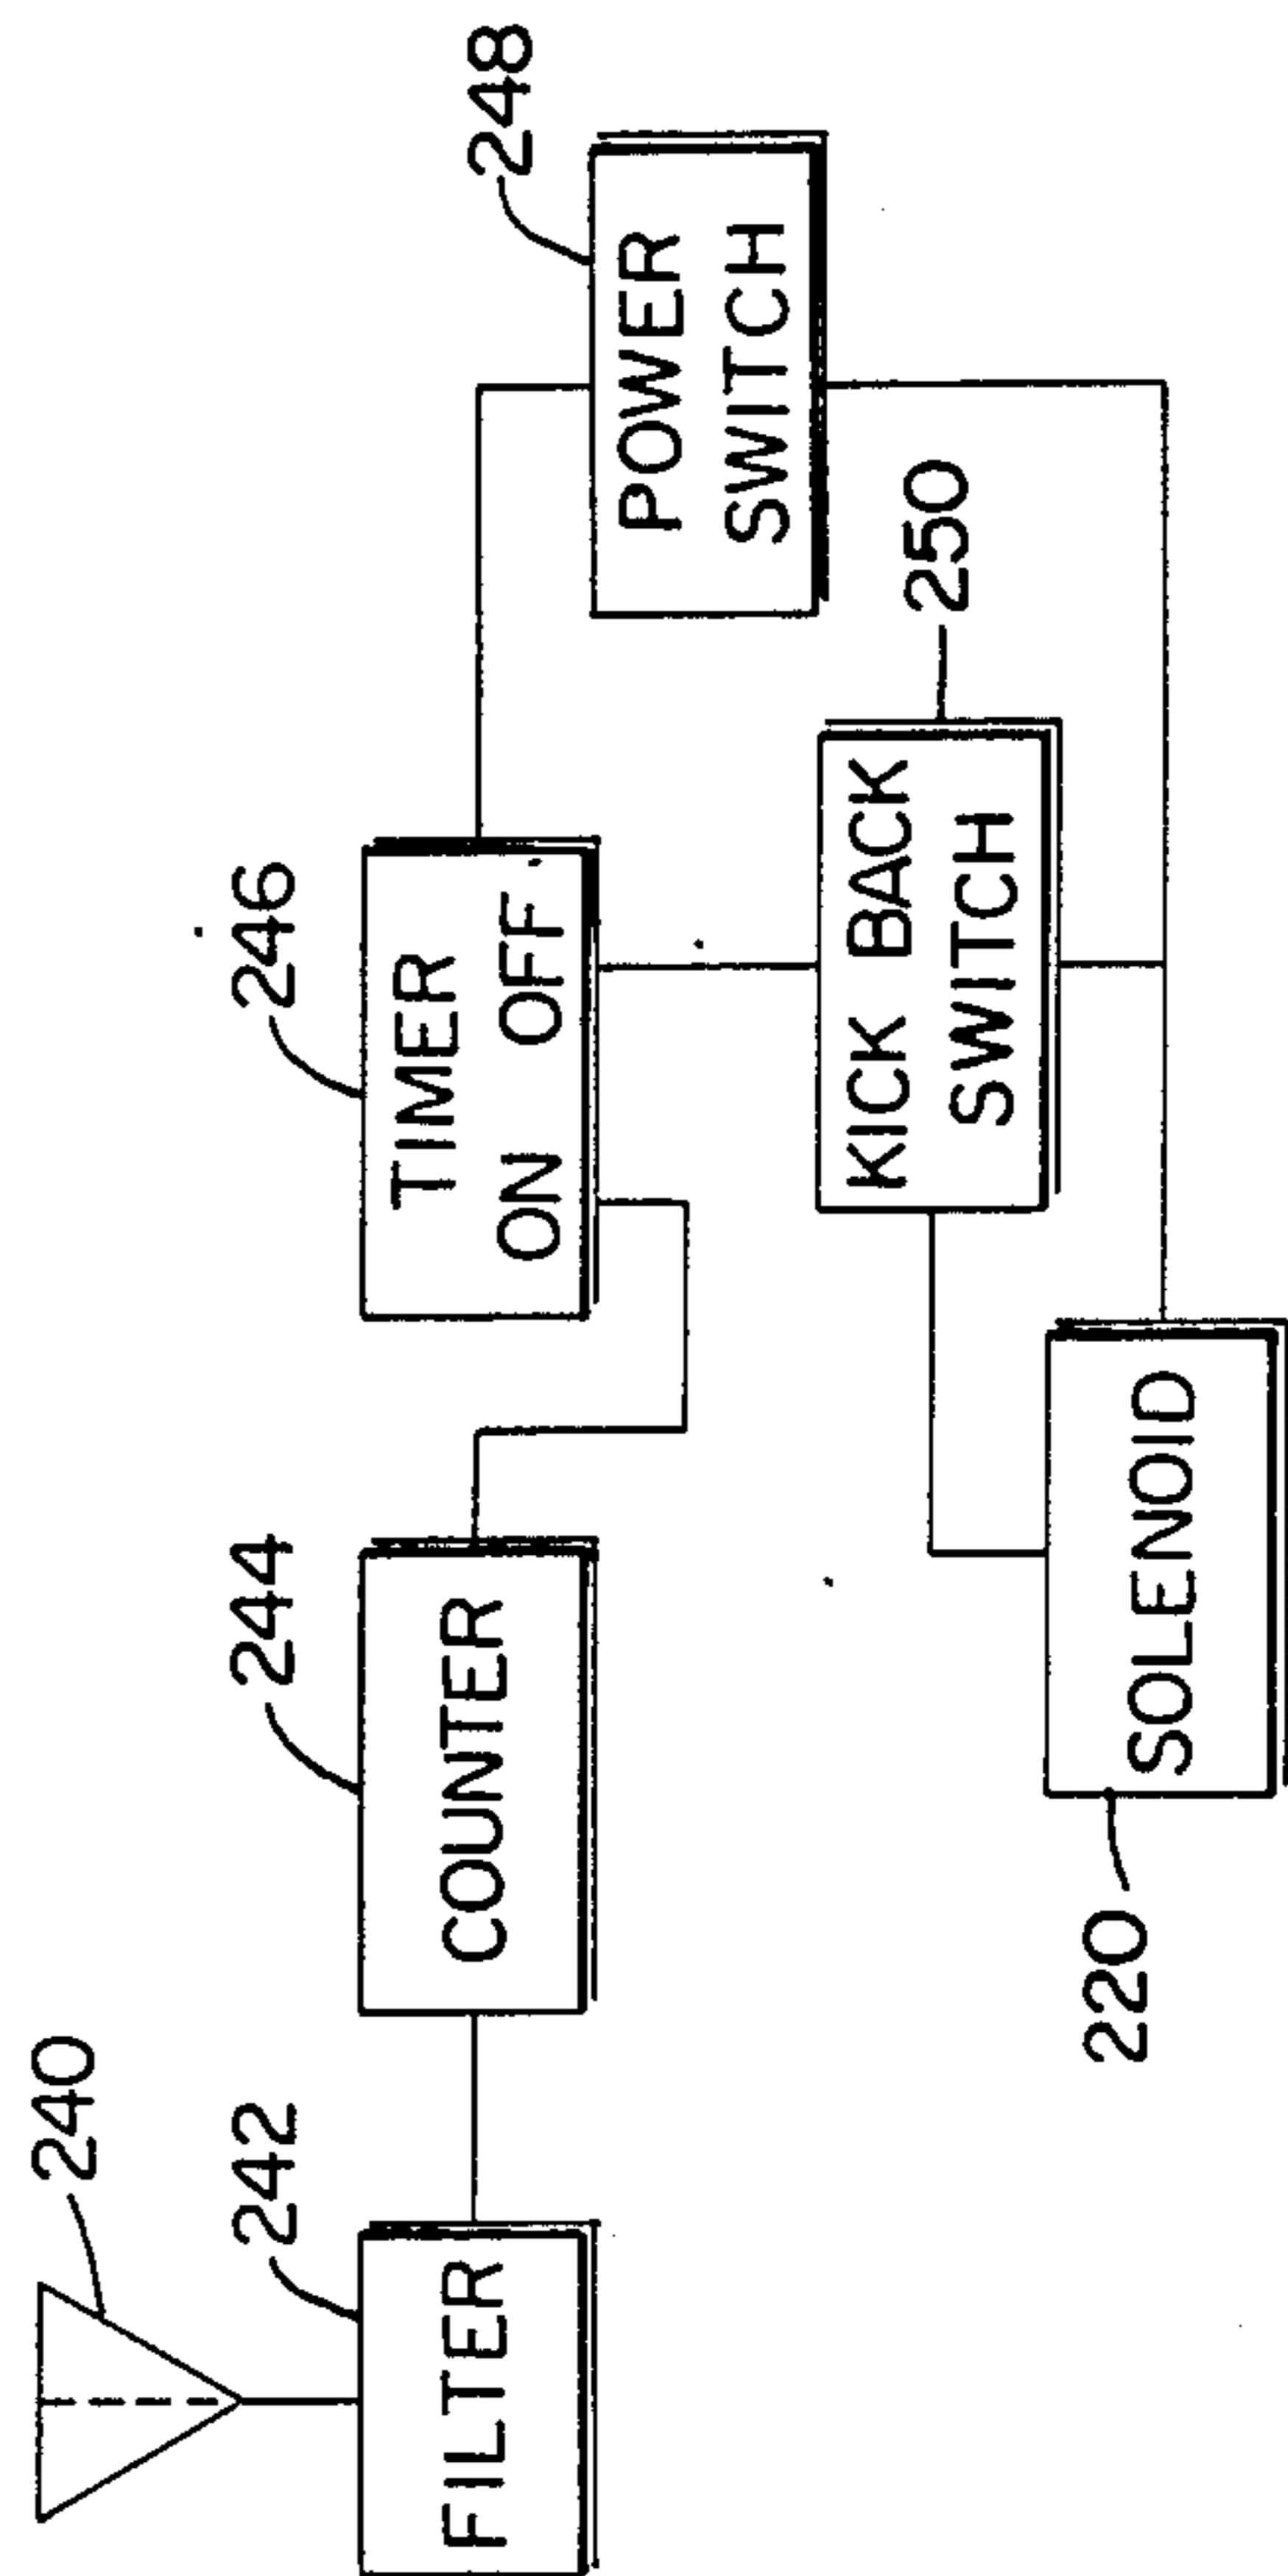 240
242
FILTER
244
COUNTER
246
TIMER
ON OFF
248
POWER
SWITCH
250
KICK BACK
SWITCH
220
SOLENOID